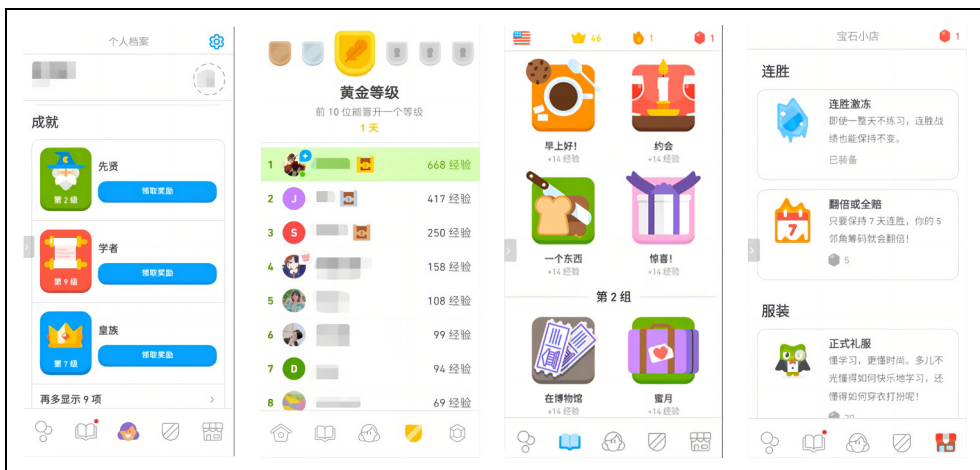 个人档案
成就
先贤
第 2 级
领取奖励
学者
第 9 级
领取奖励
皇族
第 7 级
领取奖励
再多显示 9 项
黄金等级
前 10 位能晋升一个等级
1 天
1 668 经验
2 J 417 经验
3 S 250 经验
4 158 经验
5 108 经验
6 99 经验
7 D 94 经验
8 69 经验
46 1 1
早上好!
+14 经验
约会
+14 经验
一个东西
+14 经验
惊喜!
+14 经验
第 2 组
在博物馆
+14 经验
蜜月
+14 经验
宝石小店
1
连胜
连胜激冻
即使一整天不练习，连胜战
绩也能保持不变。
已装备
7
翻倍或全赔
只要保持 7 天连胜，你的 5
邻角筹码就会翻倍！
5
服装
正式礼服
懂学习，更懂时尚。多儿不
光懂得如何快乐地学习，还
懂得如何穿衣打扮呢！